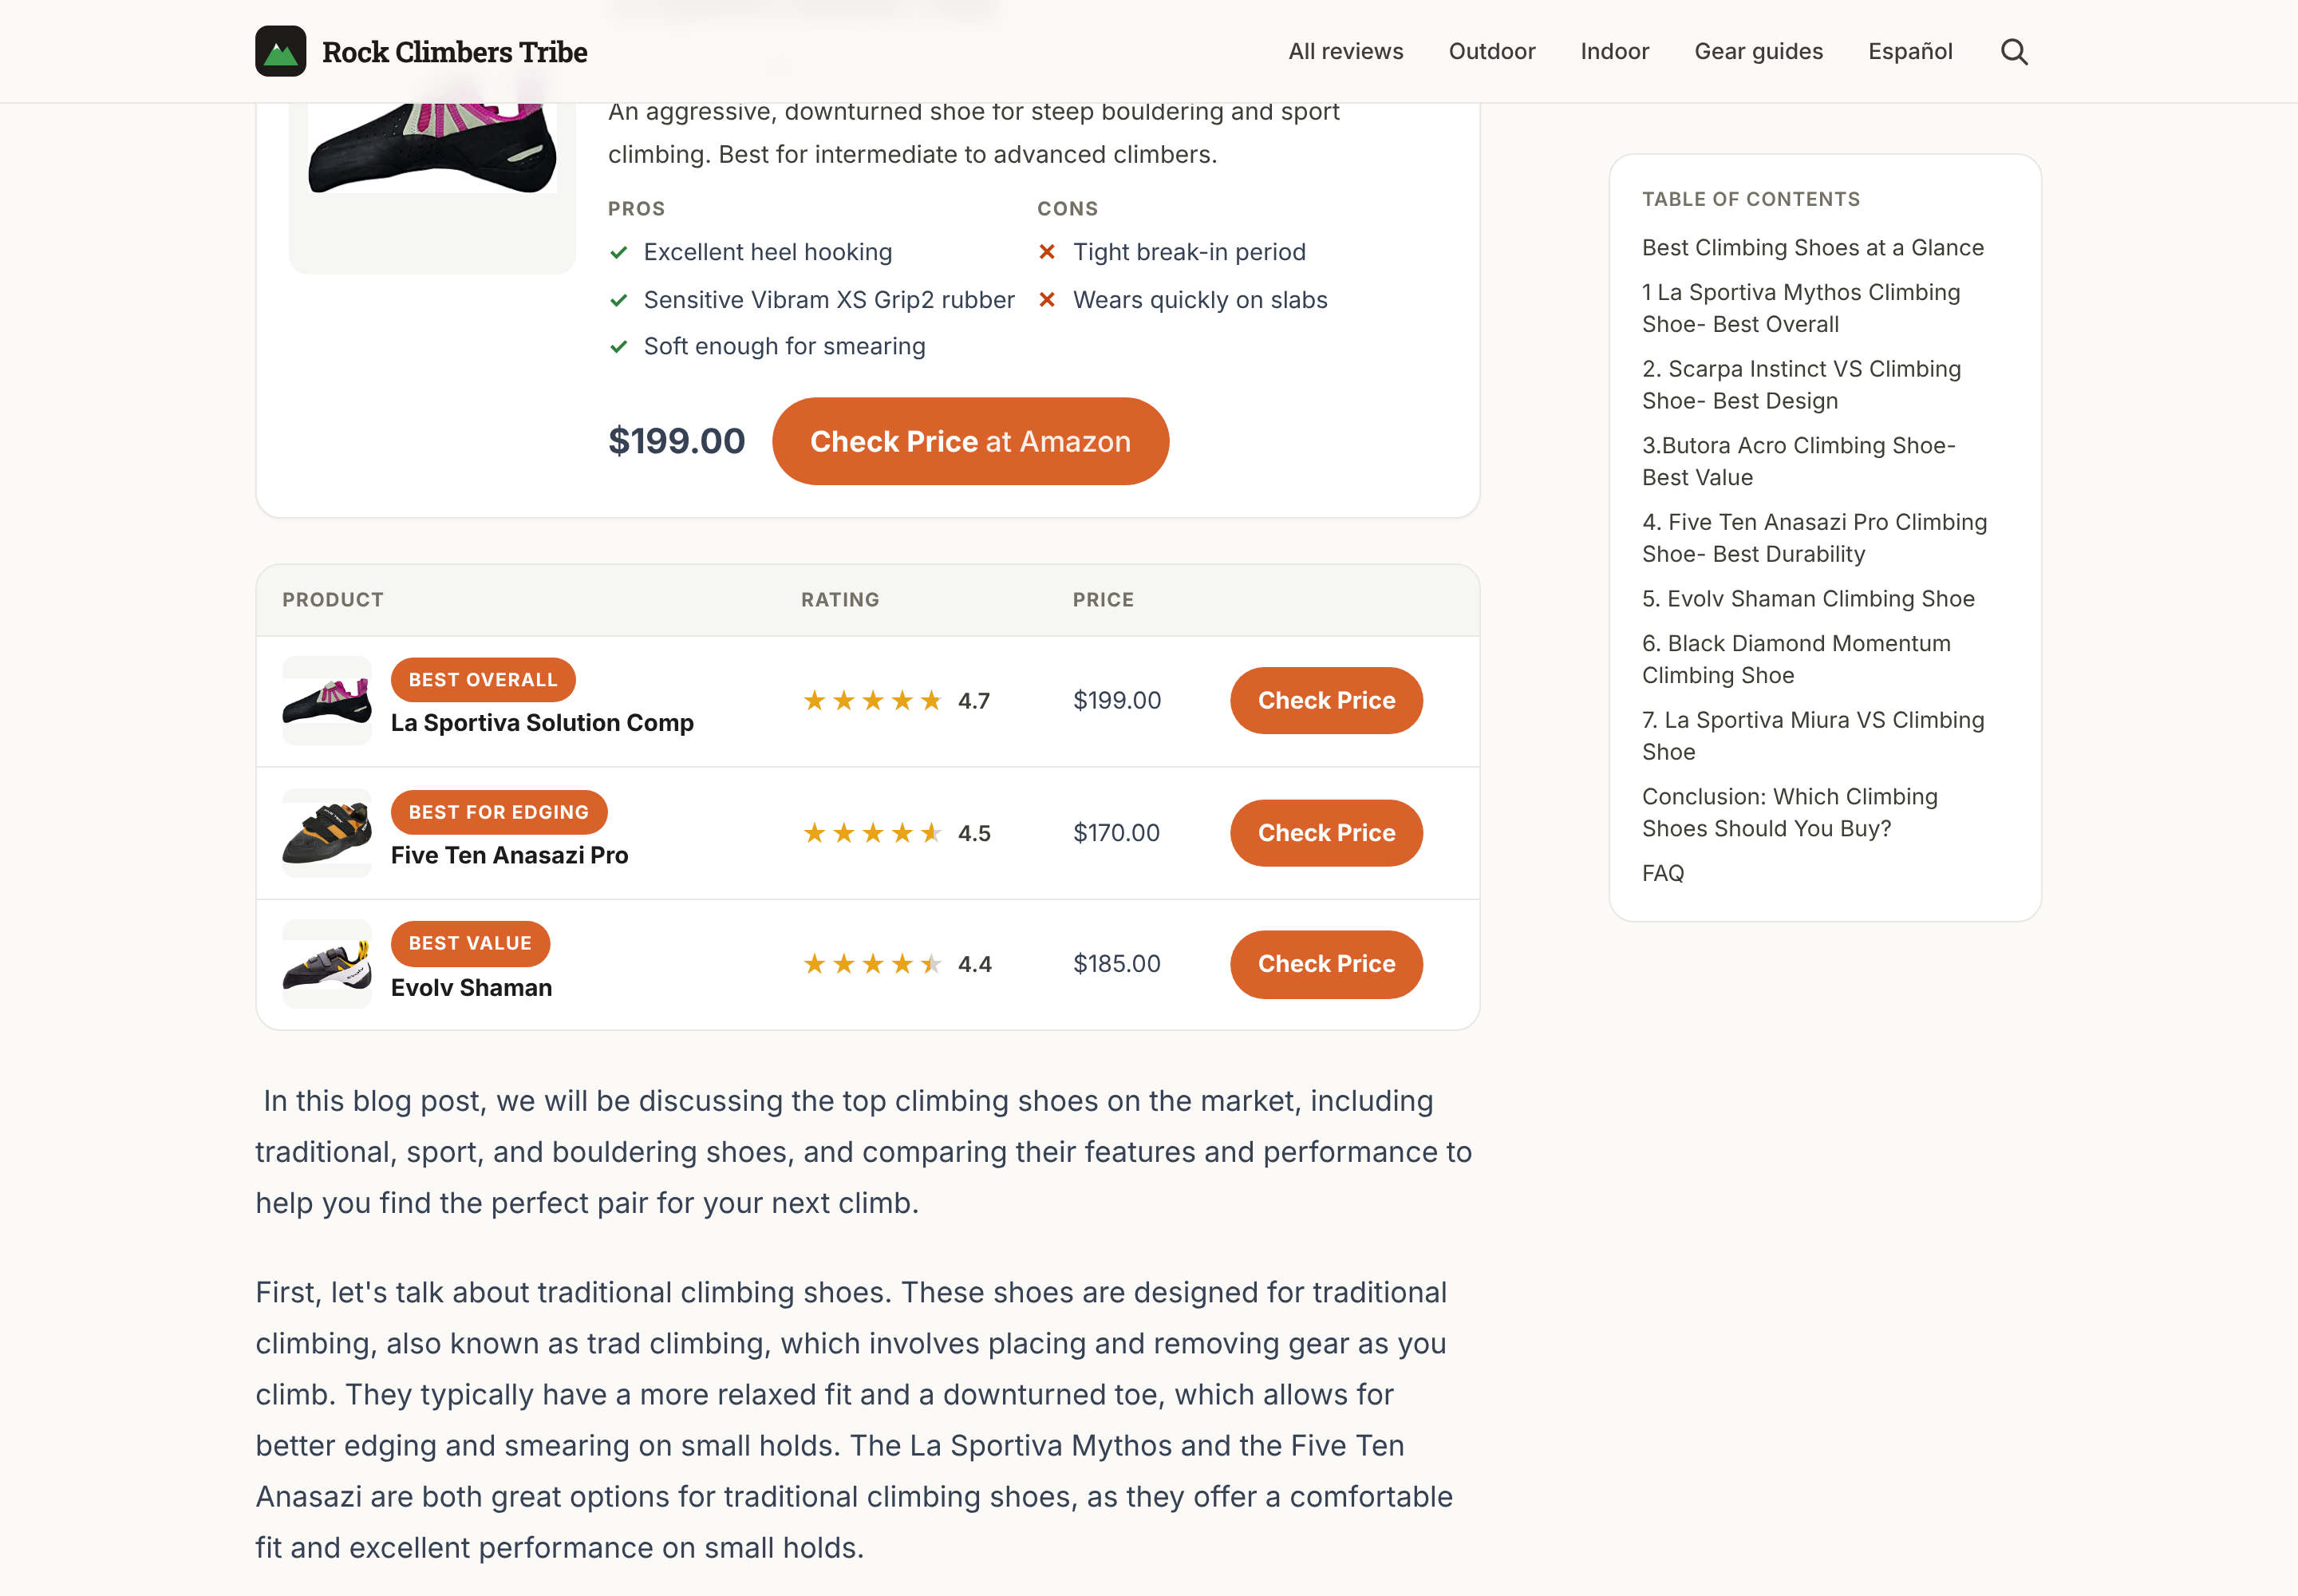 Rock Climbers Tribe
All reviews
Outdoor
Indoor
Gear guides
Español
An aggressive, downturned shoe for steep bouldering and sport
climbing. Best for intermediate to advanced climbers.
PROS
Excellent heel hooking
Sensitive Vibram XS Grip2 rubber
Soft enough for smearing
CONS
Tight break-in period
Wears quickly on slabs
$199.00
Check Price at Amazon
PRODUCT RATING PRICE
BEST OVERALL
La Sportiva Solution Comp
4.7
$199.00
Check Price
BEST FOR EDGING
Five Ten Anasazi Pro
4.5
$170.00
Check Price
BEST VALUE
Evolv Shaman
4.4
$185.00
Check Price
In this blog post, we will be discussing the top climbing shoes on the market, including
traditional, sport, and bouldering shoes, and comparing their features and performance to
help you find the perfect pair for your next climb.
First, let's talk about traditional climbing shoes. These shoes are designed for traditional
climbing, also known as trad climbing, which involves placing and removing gear as you
climb. They typically have a more relaxed fit and a downturned toe, which allows for
better edging and smearing on small holds. The La Sportiva Mythos and the Five Ten
Anasazi are both great options for traditional climbing shoes, as they offer a comfortable
fit and excellent performance on small holds.
TABLE OF CONTENTS
Best Climbing Shoes at a Glance
1 La Sportiva Mythos Climbing
Shoe- Best Overall
2. Scarpa Instinct VS Climbing
Shoe- Best Design
3.Butora Acro Climbing Shoe-
Best Value
4. Five Ten Anasazi Pro Climbing
Shoe- Best Durability
5. Evolv Shaman Climbing Shoe
6. Black Diamond Momentum
Climbing Shoe
7. La Sportiva Miura VS Climbing
Shoe
Conclusion: Which Climbing
Shoes Should You Buy?
FAQ